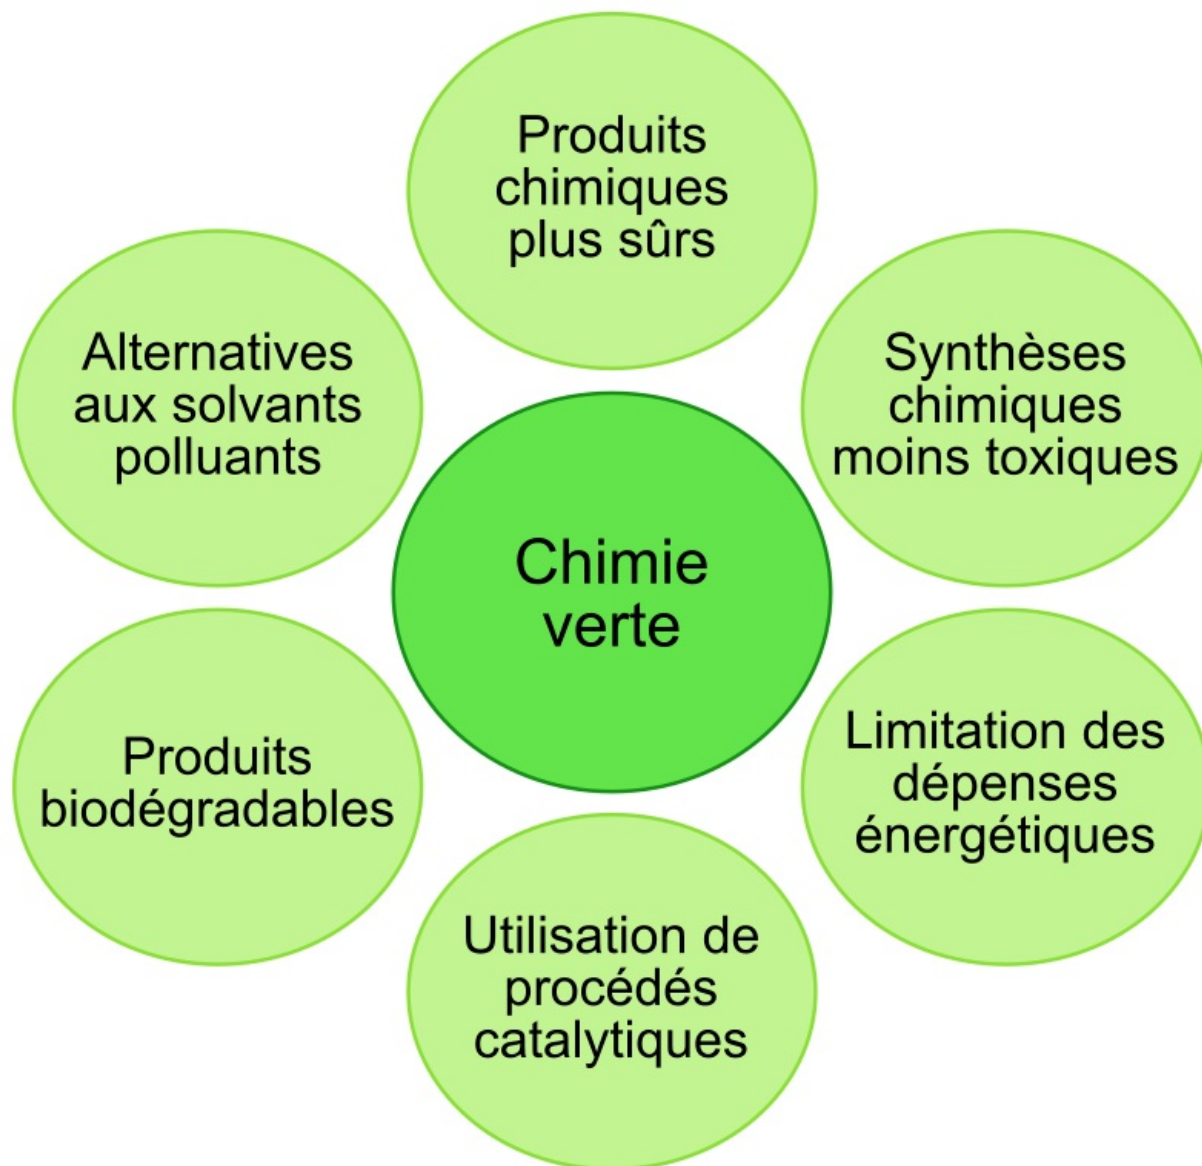 Produits
chimiques
plus sûrs
Alternatives
aux solvants
polluants
Synthèses
chimiques
moins toxiques
Chimie
verte
Produits
biodégradables
Limitation des
dépenses
énergétiques
Utilisation de
procédés
catalytiques